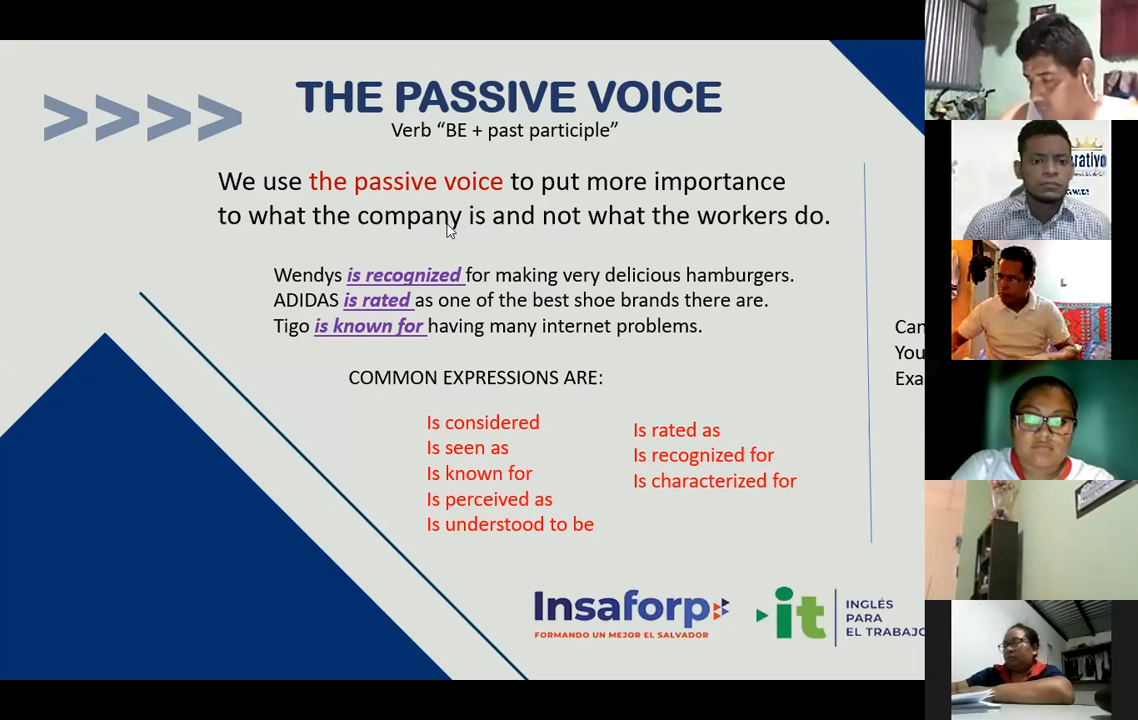 >>>> THE PASSIVE VOICE
Verb “BE + past participle”
We use the passive voice to put more importance
to what the company is and not what the workers do.
Wendys is recognized for making very delicious hamburgers.
ADIDAS is rated as one of the best shoe brands there are.
Tigo is known for having many internet problems.
COMMON EXPRESSIONS ARE:
Is considered
Is seen as
Is known for
Is perceived as
Is understood to be
Is rated as
Is recognized for
Is characterized for
Can
You
Exa
Insaforp
FORMANDO UN MEJOR EL SALVADOR
it
INGLÉS
PARA
EL TRABAJO